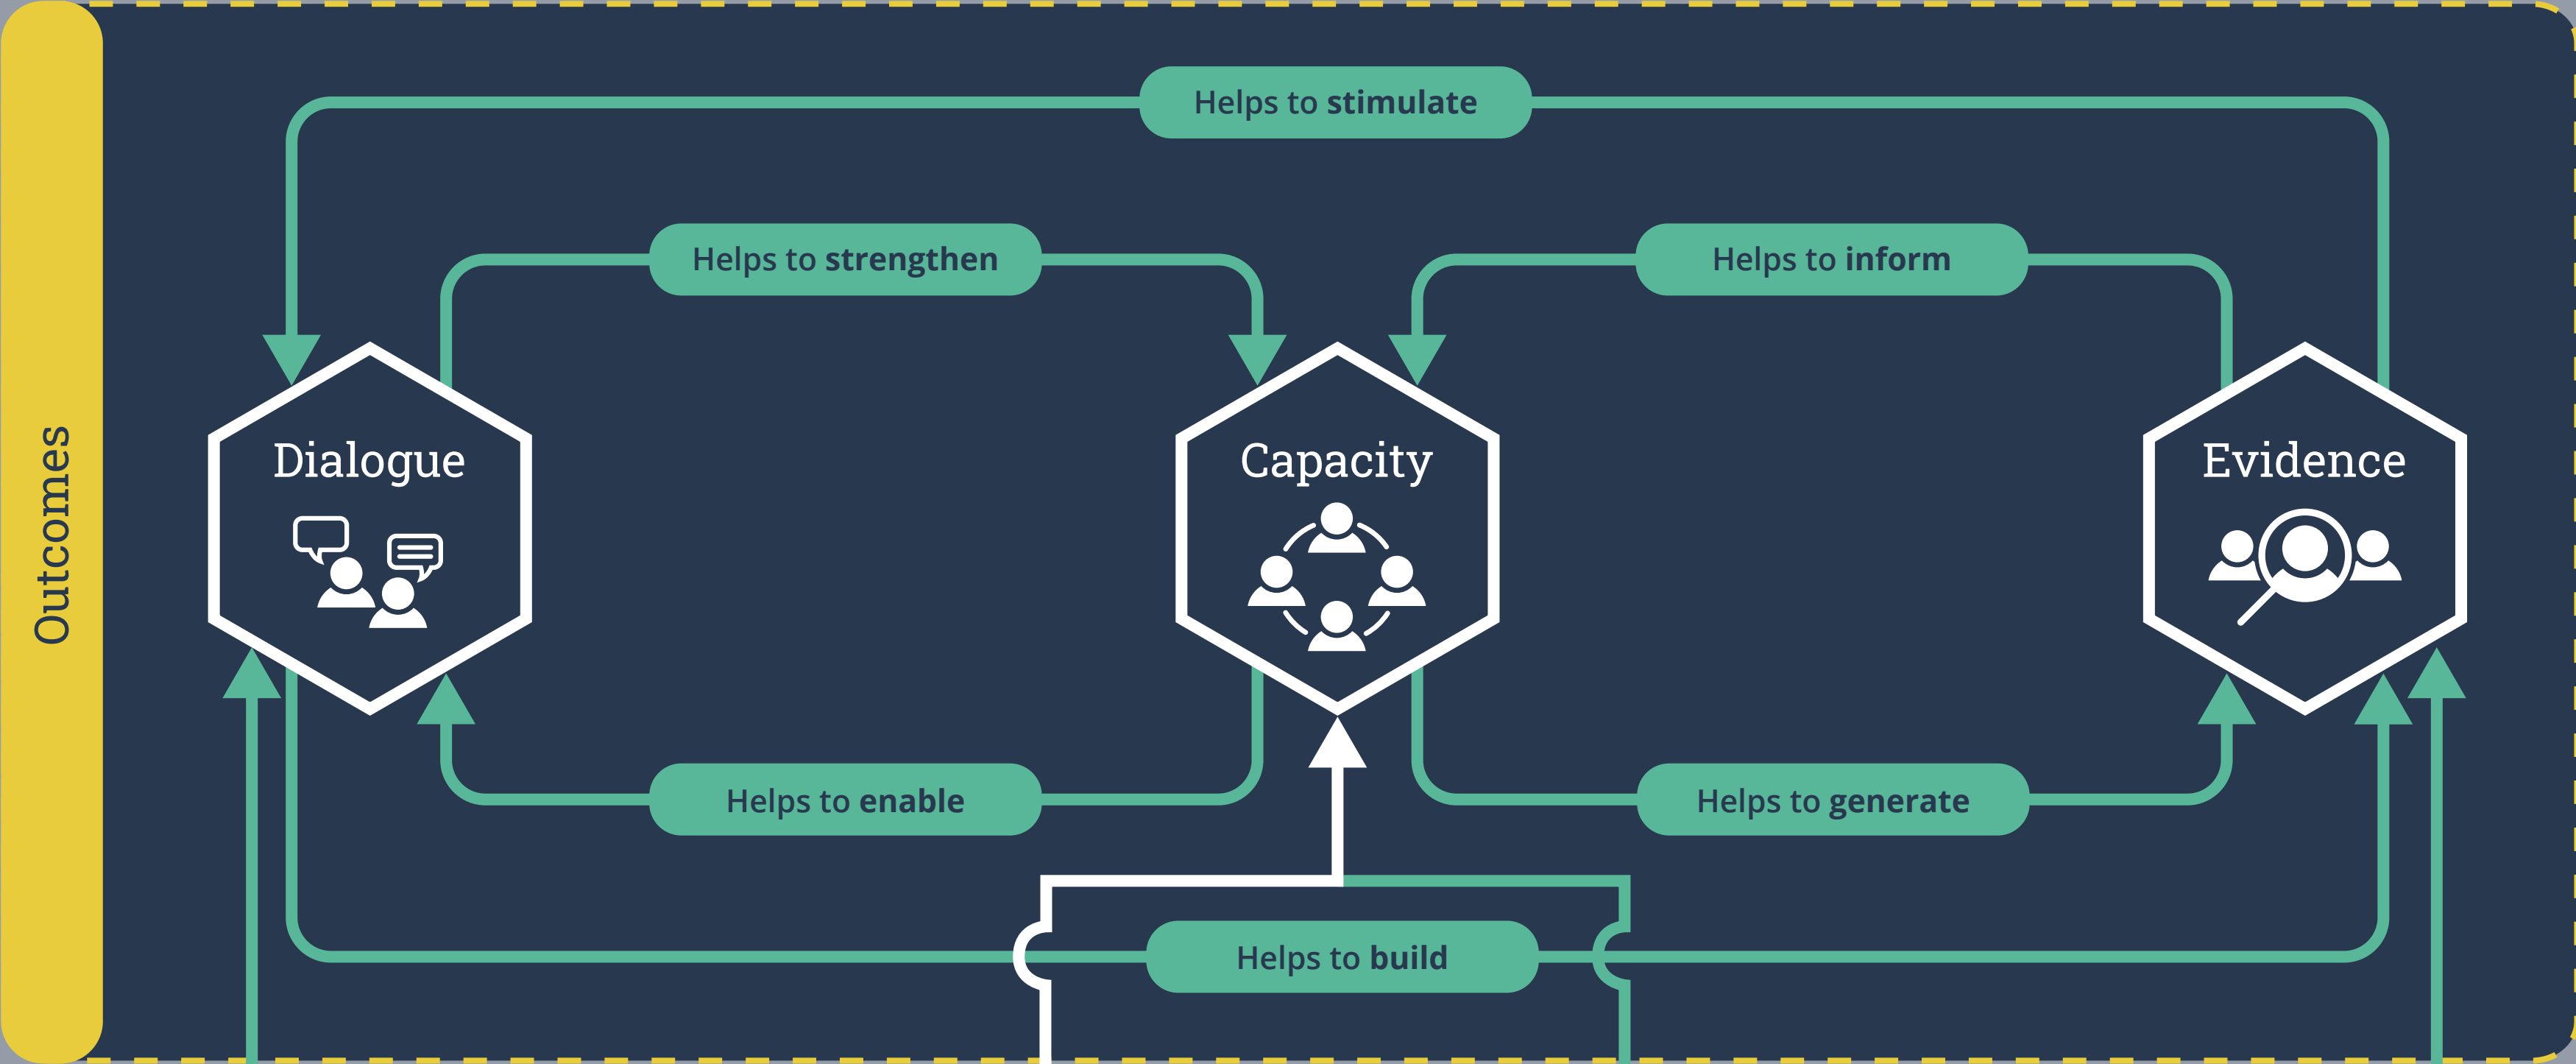 Outcomes
Helps to stimulate
Helps to strengthen
Helps to inform
Dialogue
Capacity
Evidence
Helps to enable
Helps to generate
Helps to build